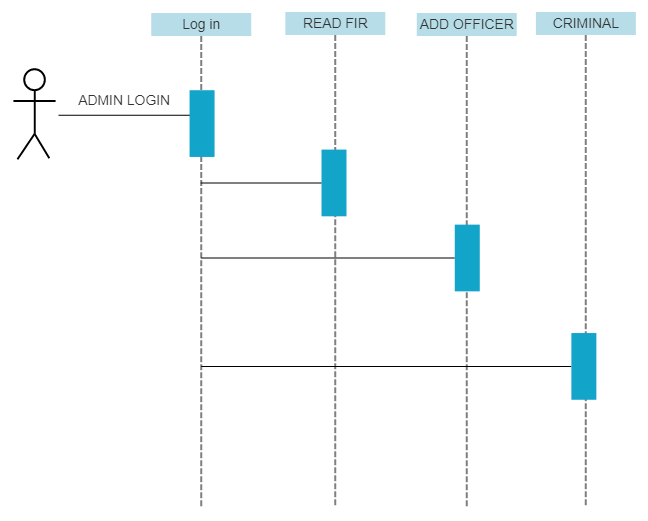 Log in
READ FIR
ADD OFFICER
CRIMINAL
ADMIN LOGIN